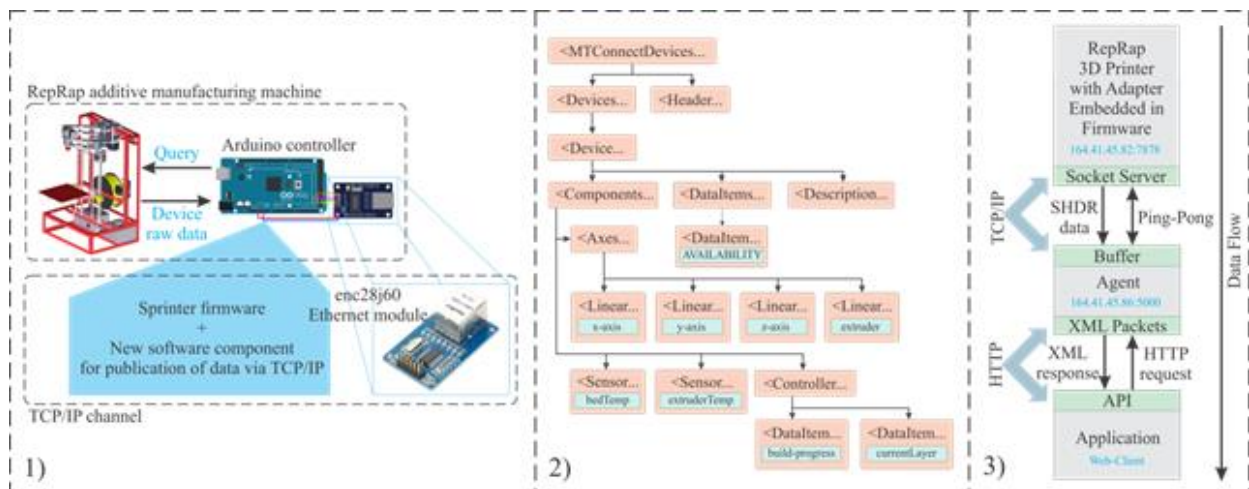 RepRap additive manufacturing machine
Arduino controller
Query
Device
raw data
Sprinter firmware
+
New software component
for publication of data via TCP/IP
enc28j60
Ethernet module
TCP/IP channel
1)
<MTConnectDevices...
<Devices...
<Header...
<Device...
<Components...
<DataItems...
<Description...
<Axes...
<DataItem...
AVAILABILITY
<Linear...
x-axis
<Linear...
y-axis
<Linear...
z-axis
<Linear...
extruder
<Sensor...
bedTemp
<Sensor...
extruderTemp
<Controller...
<DataItem...
build-progress
<DataItem...
currentLayer
2)
RepRap
3D Printer
with Adapter
Embedded in
Firmware
164.41.45.82:7878
Socket Server
TCP/IP
SHDR
data
Ping-Pong
Buffer
Agent
164.41.45.86:5000
XML Packets
HTTP
XML
response
HTTP
request
API
Application
Web-Client
Data Flow
3)